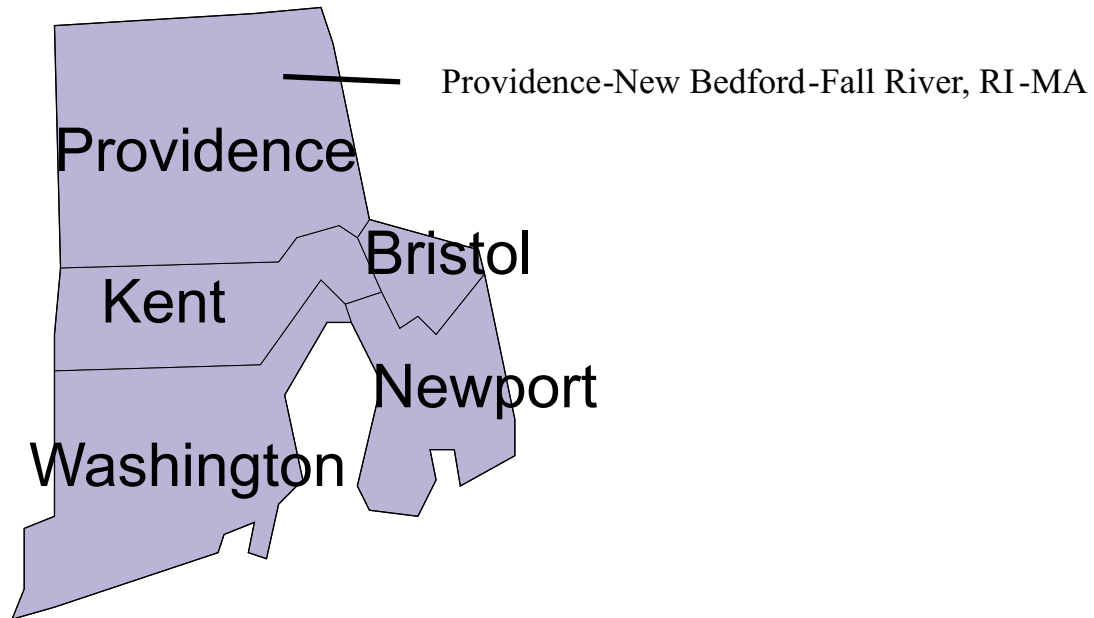 Providence-New Bedford-Fall River, RI-MA
Providence
Bristol
Kent
Newport
Washington